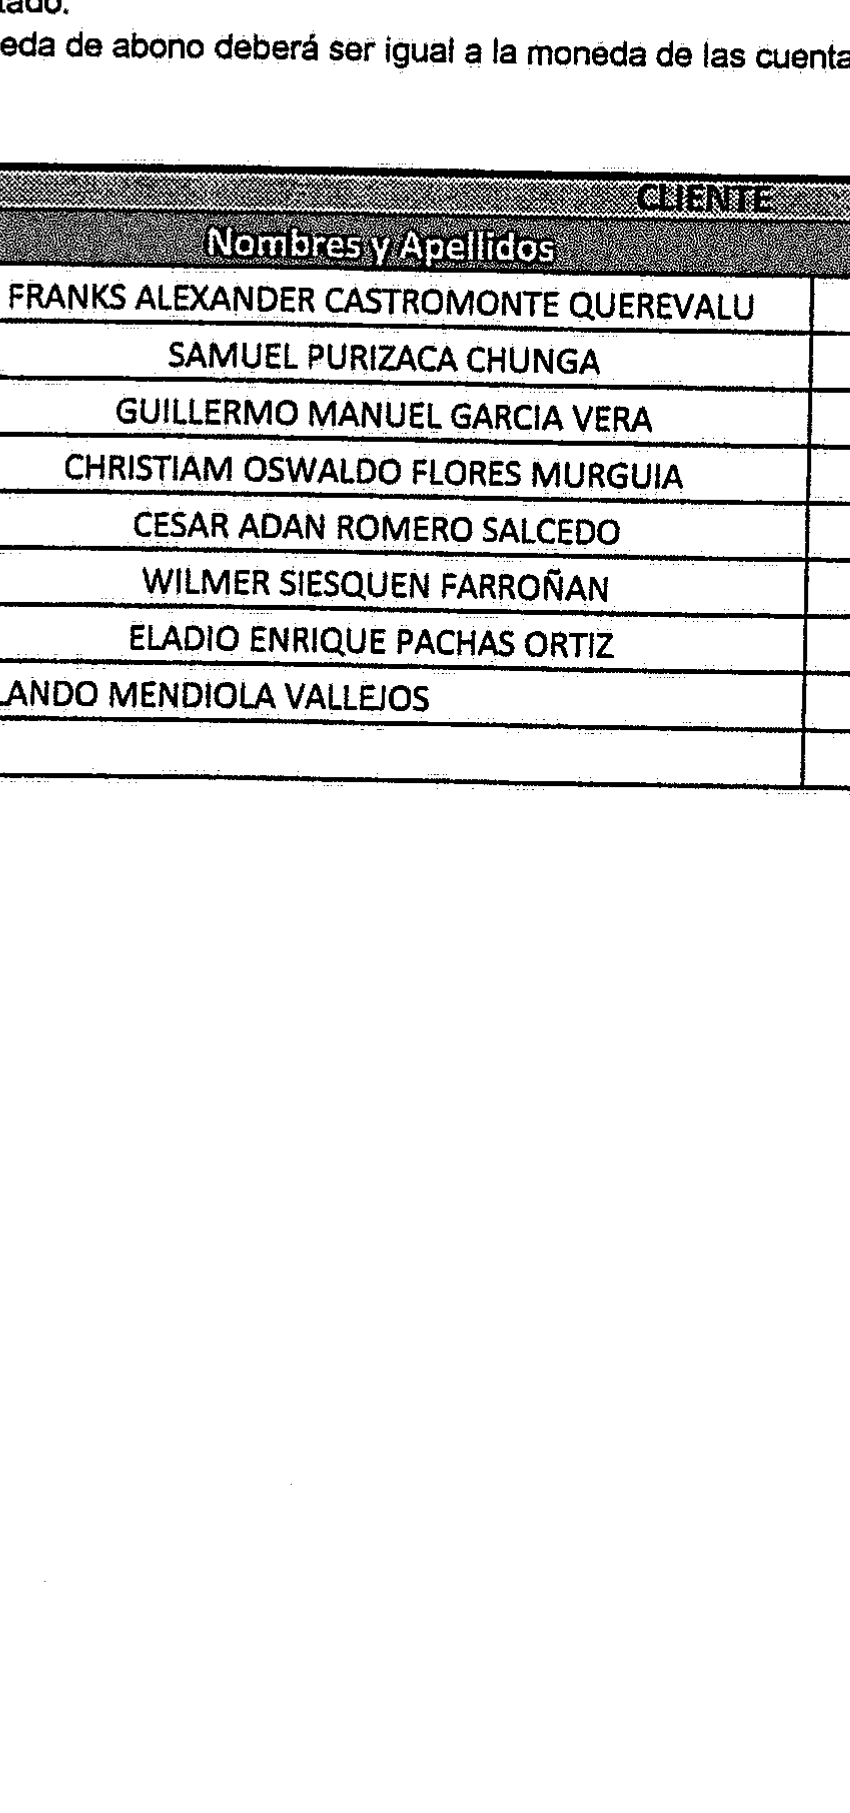 eda de abono deberá ser igual a la moneda de las cuenta
CLIENTE
Nombres y Apellidos
FRANKS ALEXANDER CASTROMONTE QUEREVALU
SAMUEL PURIZACA CHUNGA
GUILLERMO MANUEL GARCIA VERA
CHRISTIAM OSWALDO FLORES MURGUIA
CESAR ADAN ROMERO SALCEDO
WILMER SIESQUEN FARROÑAN
ELADIO ENRIQUE PACHAS ORTIZ
LANDO MENDIOLA VALLEJOS